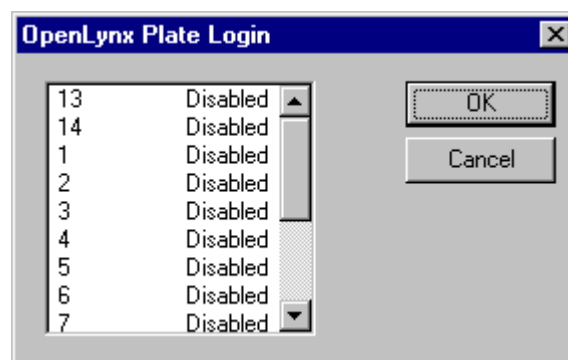 OpenLynx Plate Login
13 Disabled
14 Disabled
1 Disabled
2 Disabled
3 Disabled
4 Disabled
5 Disabled
6 Disabled
7 Disabled
OK
Cancel